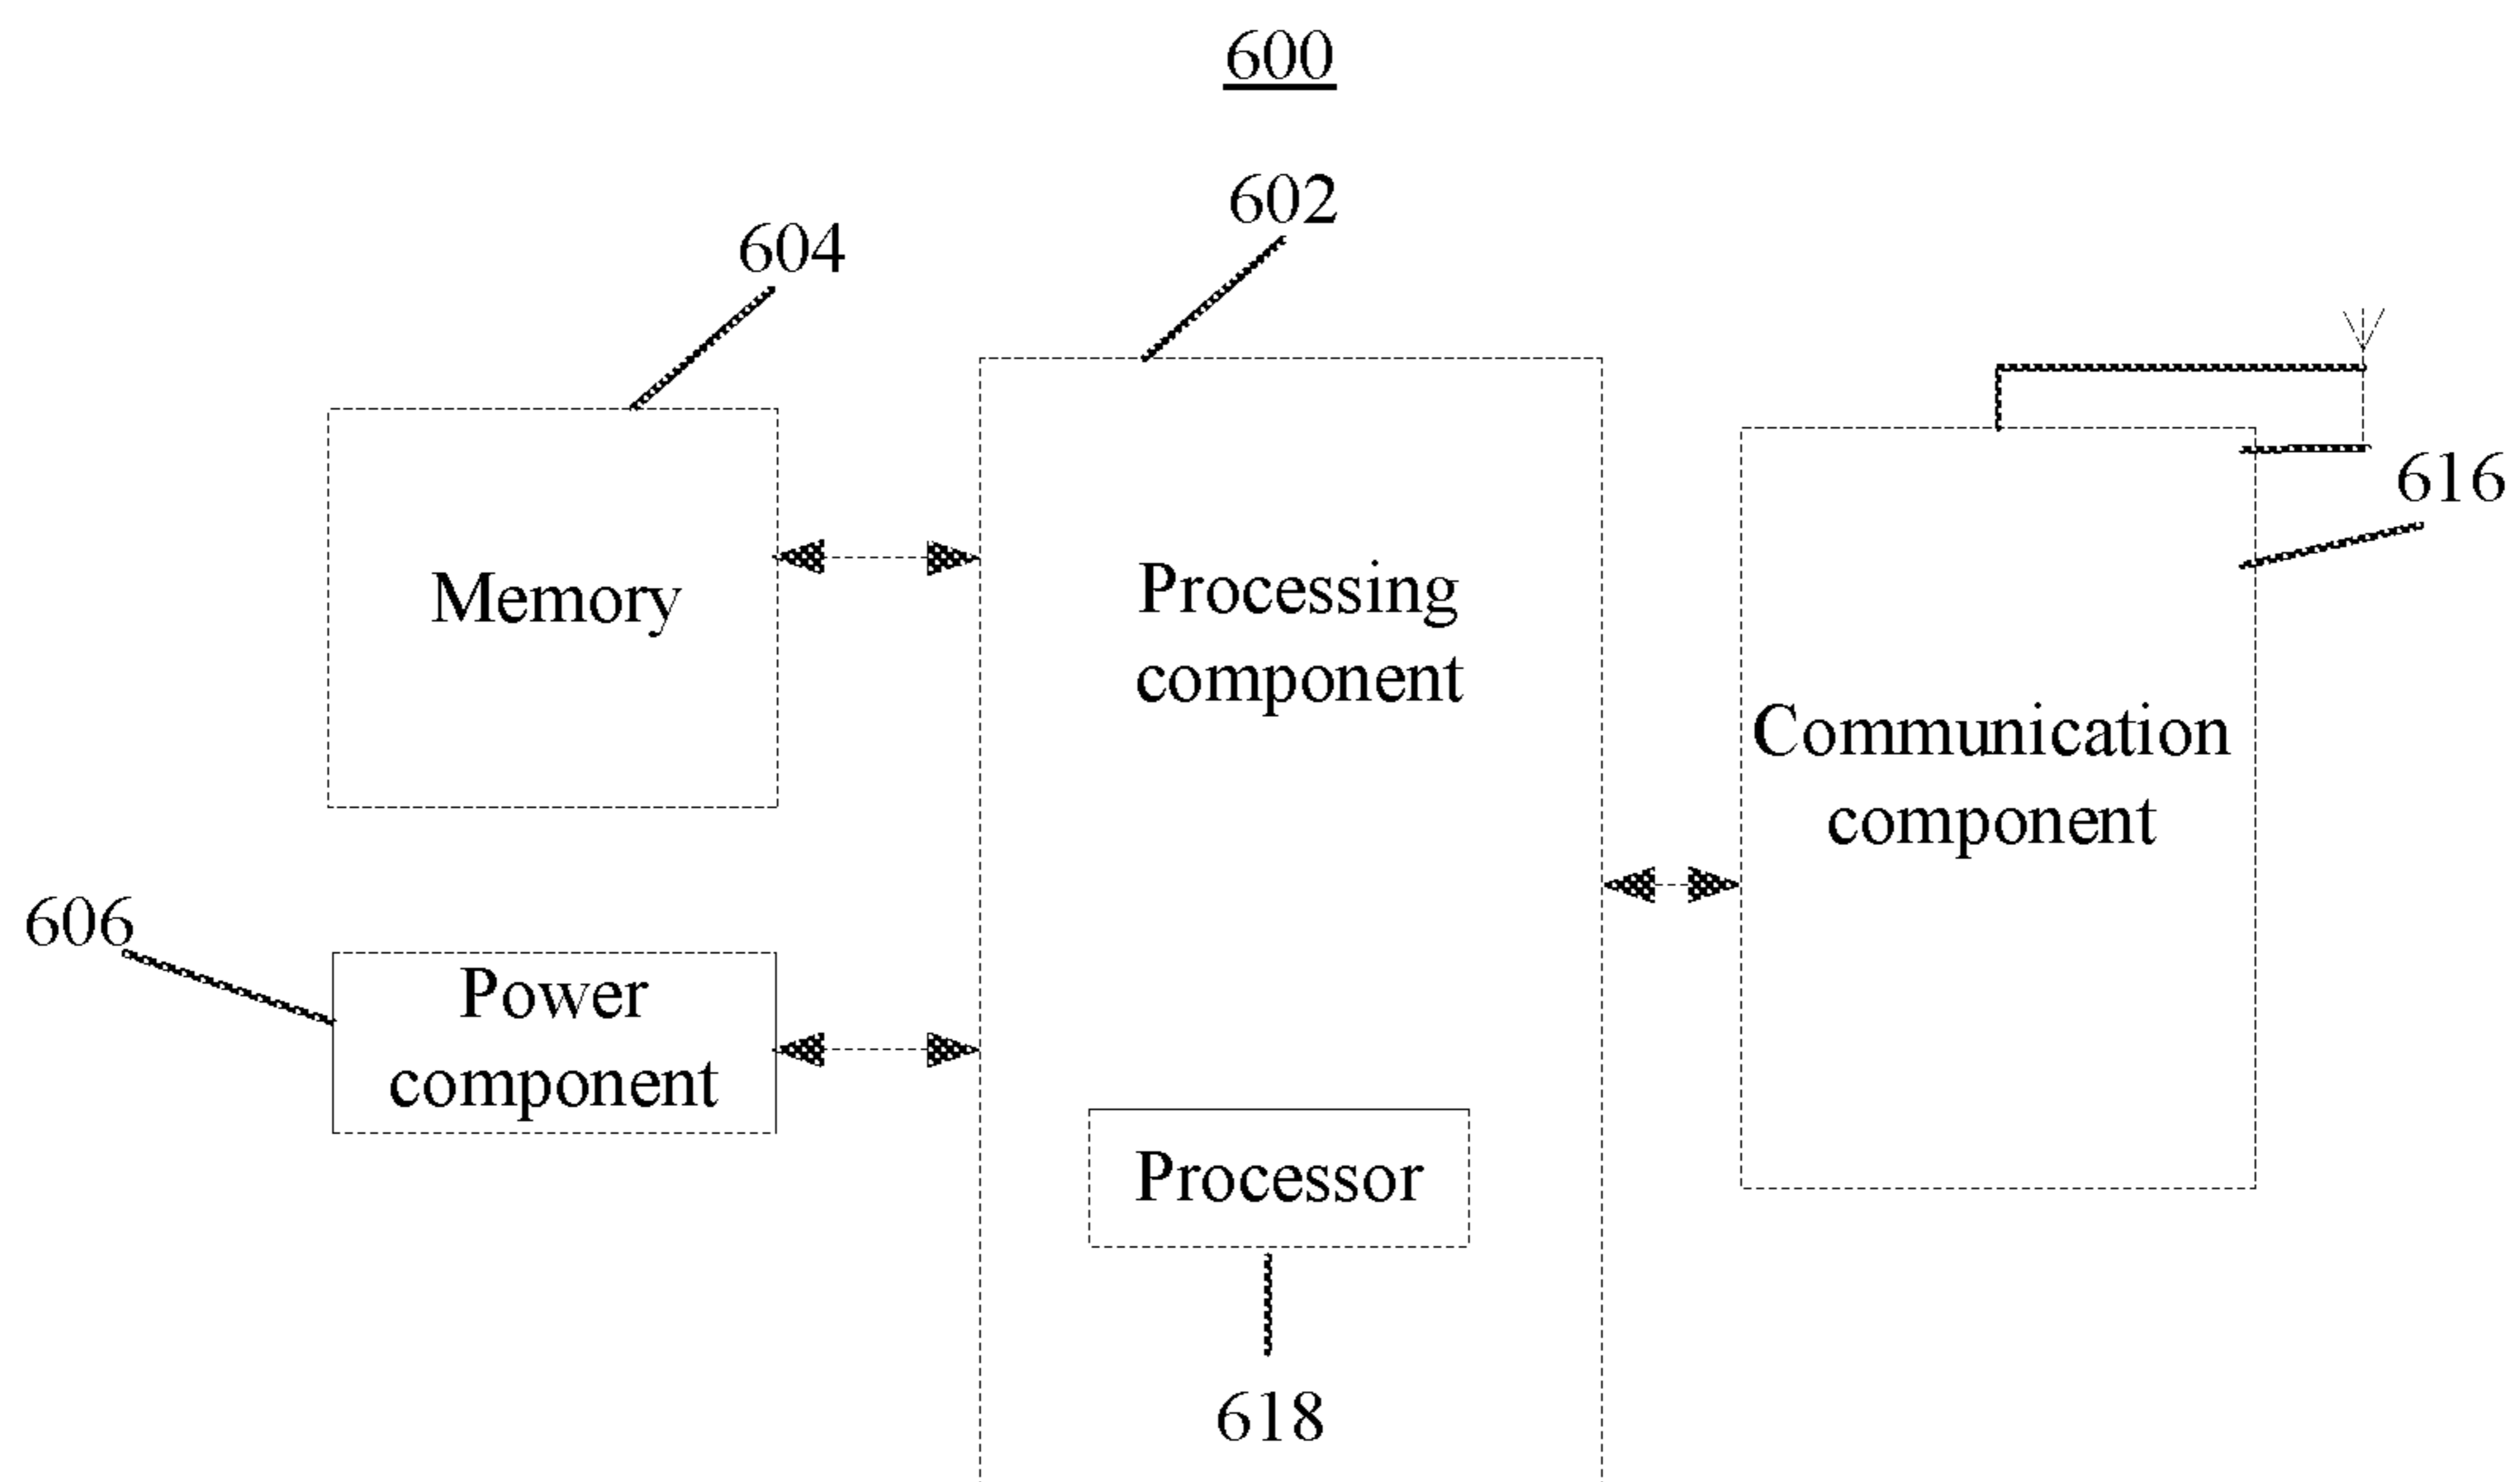 600
602
604
616
Memory
Processing
component
Communication
component
606
Power
component
Processor
618